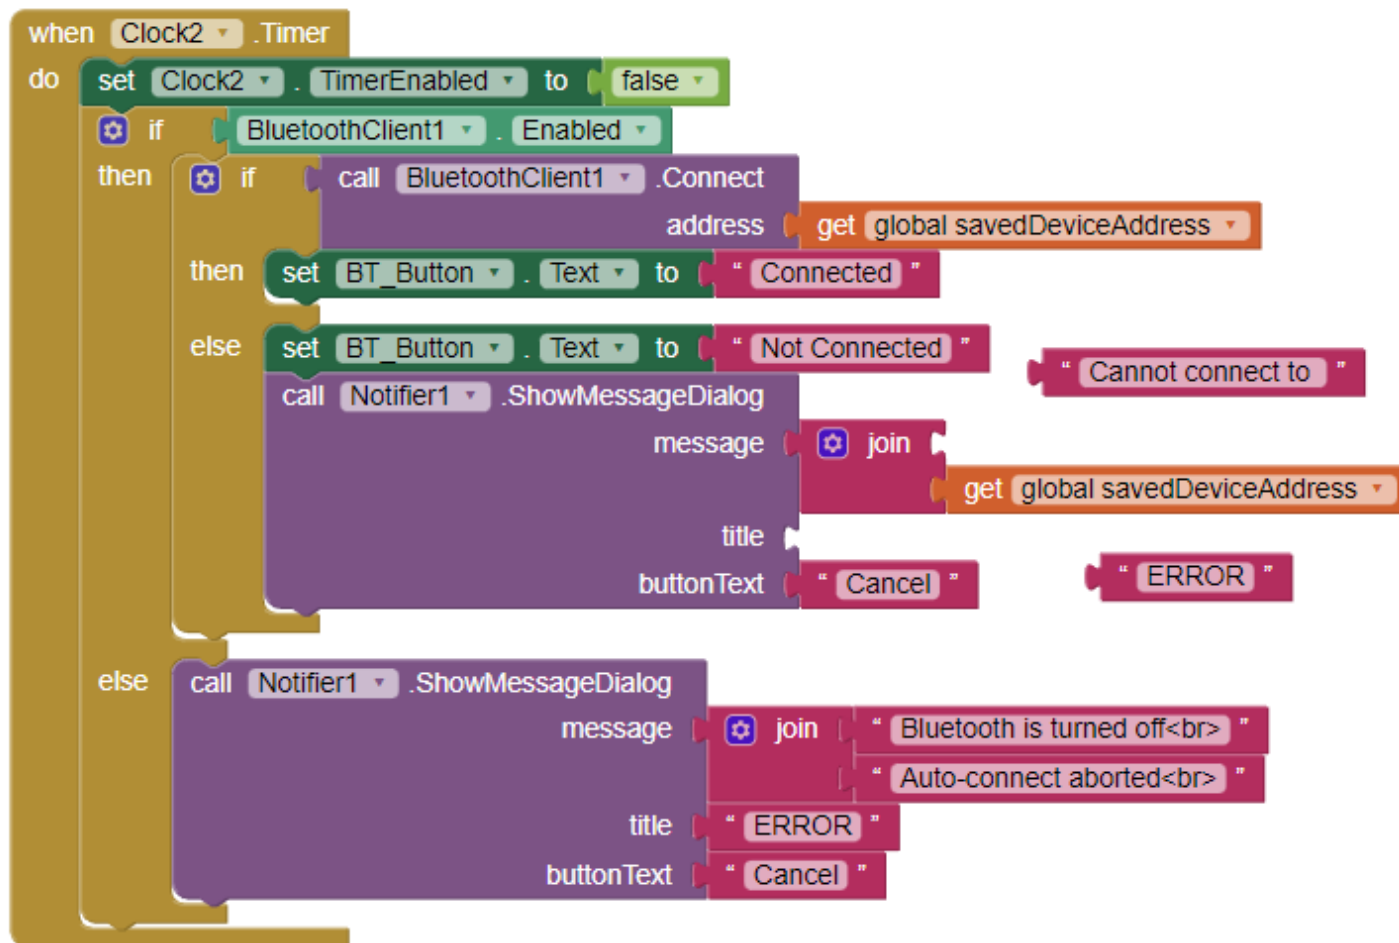 when Clock2 .Timer
do set Clock2 . TimerEnabled to false
if BluetoothClient1 . Enabled
then if call BluetoothClient1 .Connect
address get global savedDeviceAddress
then set BT_Button . Text to " Connected "
else set BT_Button . Text to " Not Connected "
" Cannot connect to "
call Notifier1 .ShowMessageDialog
message join
get global savedDeviceAddress
title
" ERROR "
buttonText " Cancel "
else call Notifier1 .ShowMessageDialog
message join " Bluetooth is turned off<br> "
" Auto-connect aborted<br> "
title " ERROR "
buttonText " Cancel "